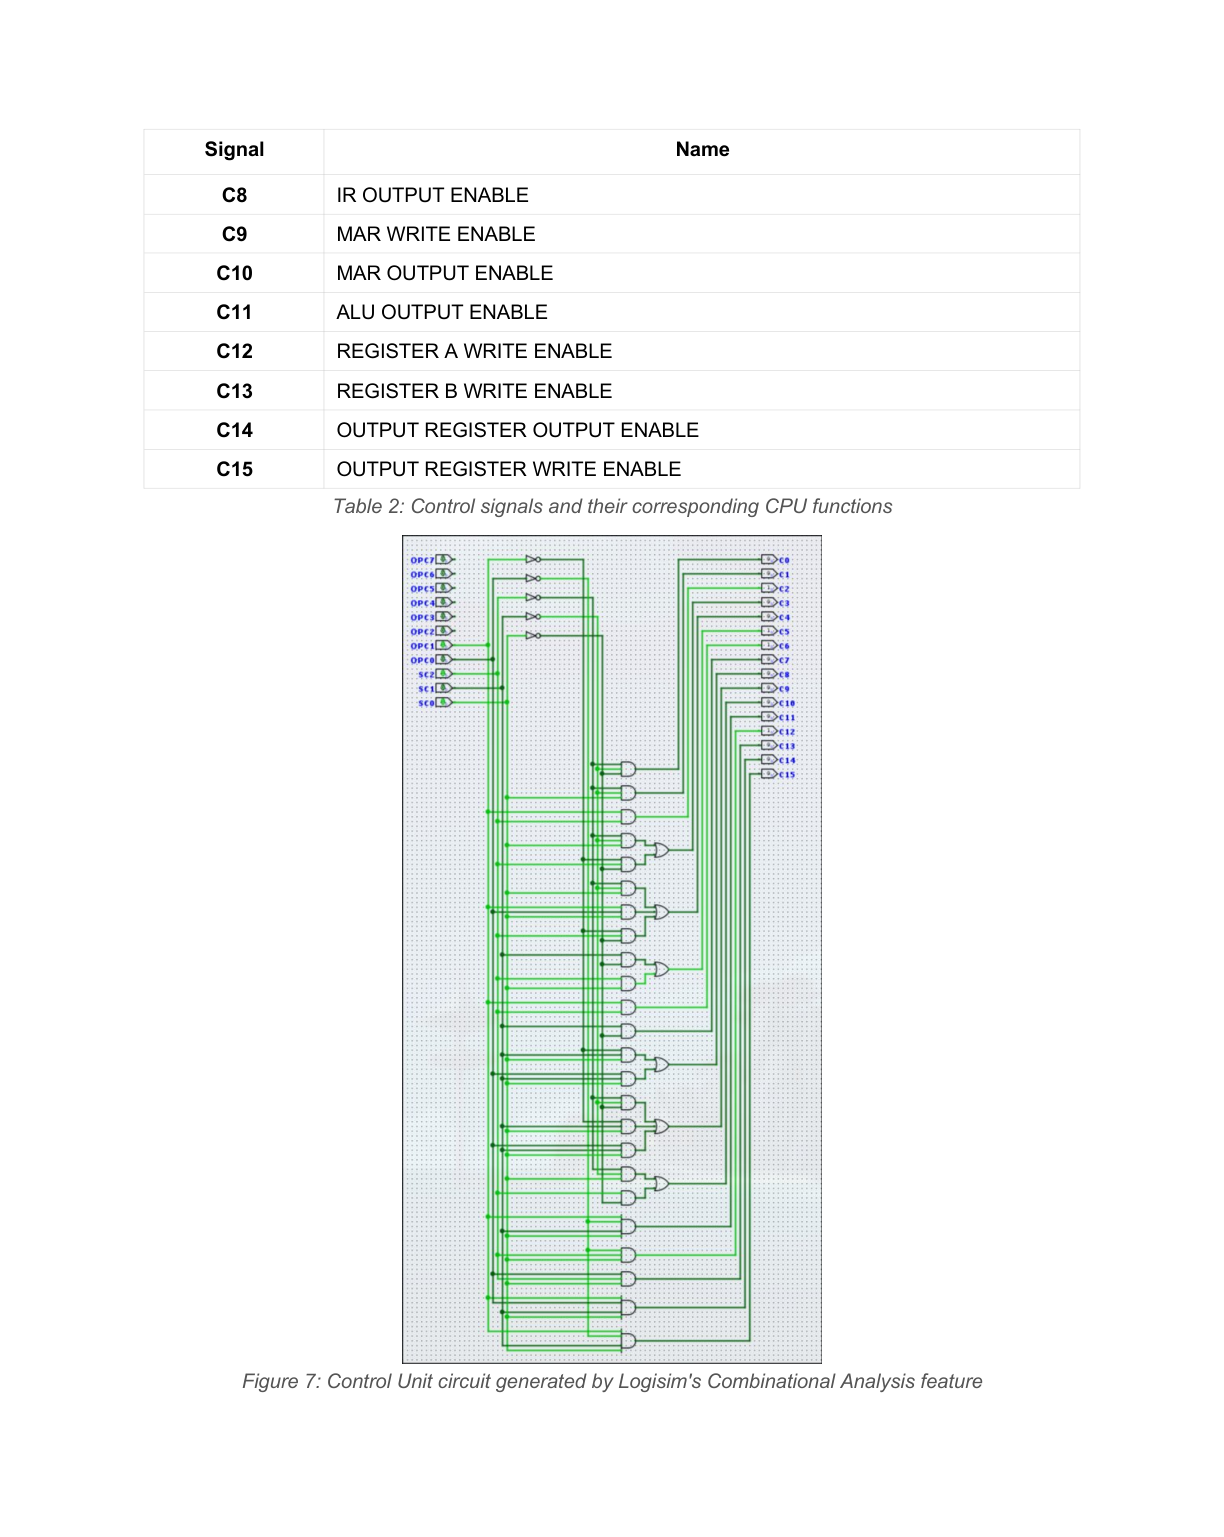 Signal Name
C8 IR OUTPUT ENABLE
C9 MAR WRITE ENABLE
C10 MAR OUTPUT ENABLE
C11 ALU OUTPUT ENABLE
C12 REGISTER A WRITE ENABLE
C13 REGISTER B WRITE ENABLE
C14 OUTPUT REGISTER OUTPUT ENABLE
C15 OUTPUT REGISTER WRITE ENABLE
Table 2: Control signals and their corresponding CPU functions
OPC7 C0
OPC6 C1
OPC5 C2
OPC4 C3
OPC3 C4
OPC2 C5
OPC1 C6
OPC0 C7
SC2 C8
SC1 C9
SC0 C10
C11
C12
C13
C14
C15
Figure 7: Control Unit circuit generated by Logisim's Combinational Analysis feature